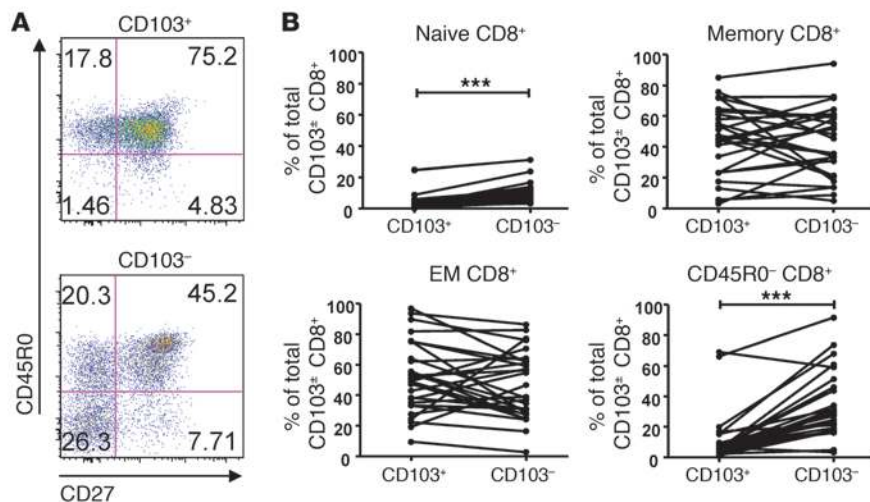 A
CD103⁺
17.8 75.2
1.46 4.83
CD103⁻
20.3 45.2
26.3 7.71
CD45R0
CD27
B
Naive CD8⁺
% of total
CD103± CD8⁺
100
80
60
40
20
0
***
CD103⁺ CD103⁻
Memory CD8⁺
% of total
CD103± CD8⁺
100
80
60
40
20
0
CD103⁺ CD103⁻
EM CD8⁺
% of total
CD103± CD8⁺
100
80
60
40
20
0
CD103⁺ CD103⁻
CD45R0⁻ CD8⁺
% of total
CD103± CD8⁺
100
80
60
40
20
0
***
CD103⁺ CD103⁻